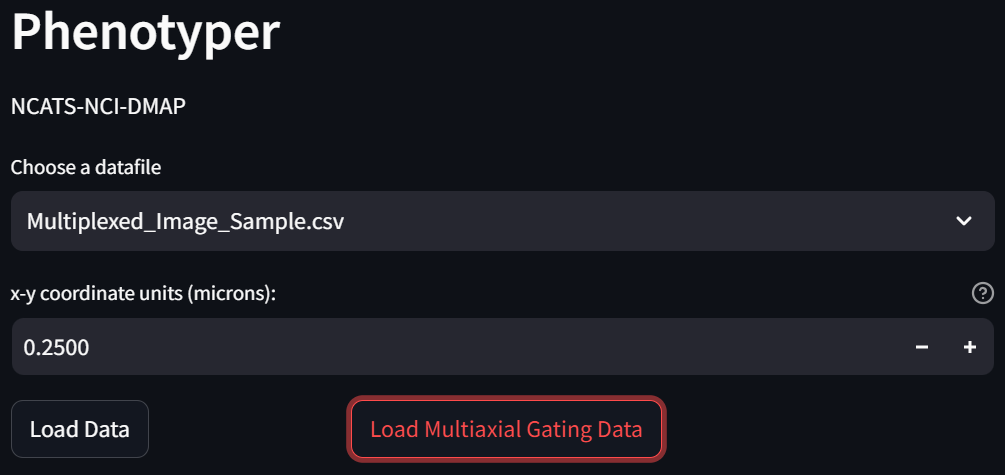 Phenotyper
NCATS-NCI-DMAP
Choose a datafile
Multiplexed_Image_Sample.csv
x-y coordinate units (microns):
0.2500
Load Data
Load Multiaxial Gating Data